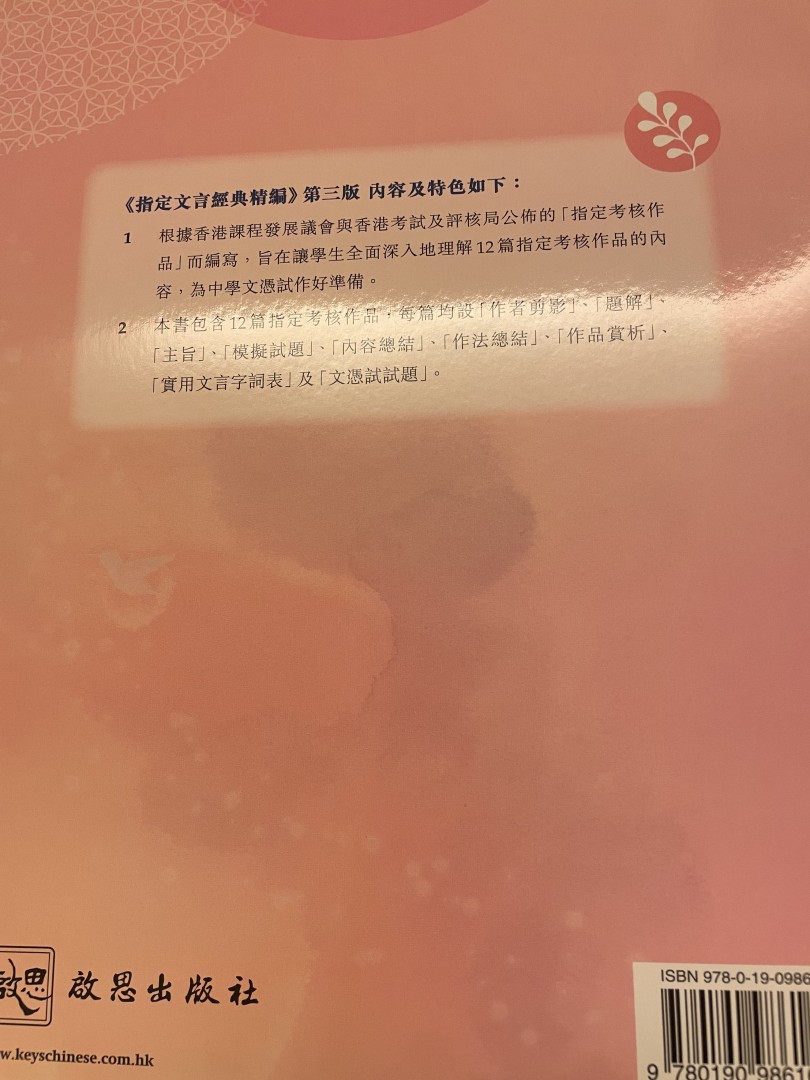 《指定文言經典精編》第三版 內容及特色如下：
1 根據香港課程發展議會與香港考試及評核局公佈的「指定考核作
品」而編寫，旨在讓學生全面深入地理解12篇指定考核作品的內
容，為中學文憑試作好準備。
2 本書包含12篇指定考核作品，每篇均設「作者剪影」、「題解」、
「主旨」、「模擬試題」、「內容總結」、「作法總結」、「作品賞析」、
「實用文言字詞表」及「文憑試試題」。
啟思
啟思出版社
w.keyschinese.com.hk
ISBN 978-0-19-0986
9 780190 98610